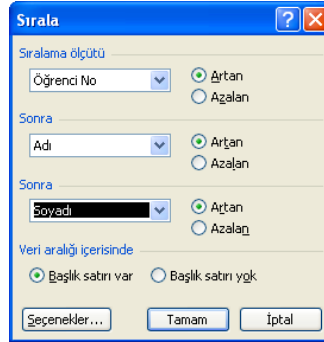 Sırala
Sıralama ölçütü
Öğrenci No
Artan
Azalan
Sonra
Adı
Artan
Azalan
Sonra
Soyadı
Artan
Azalan
Veri aralığı içerisinde
Başlık satırı var Başlık satırı yok
Seçenekler... Tamam İptal